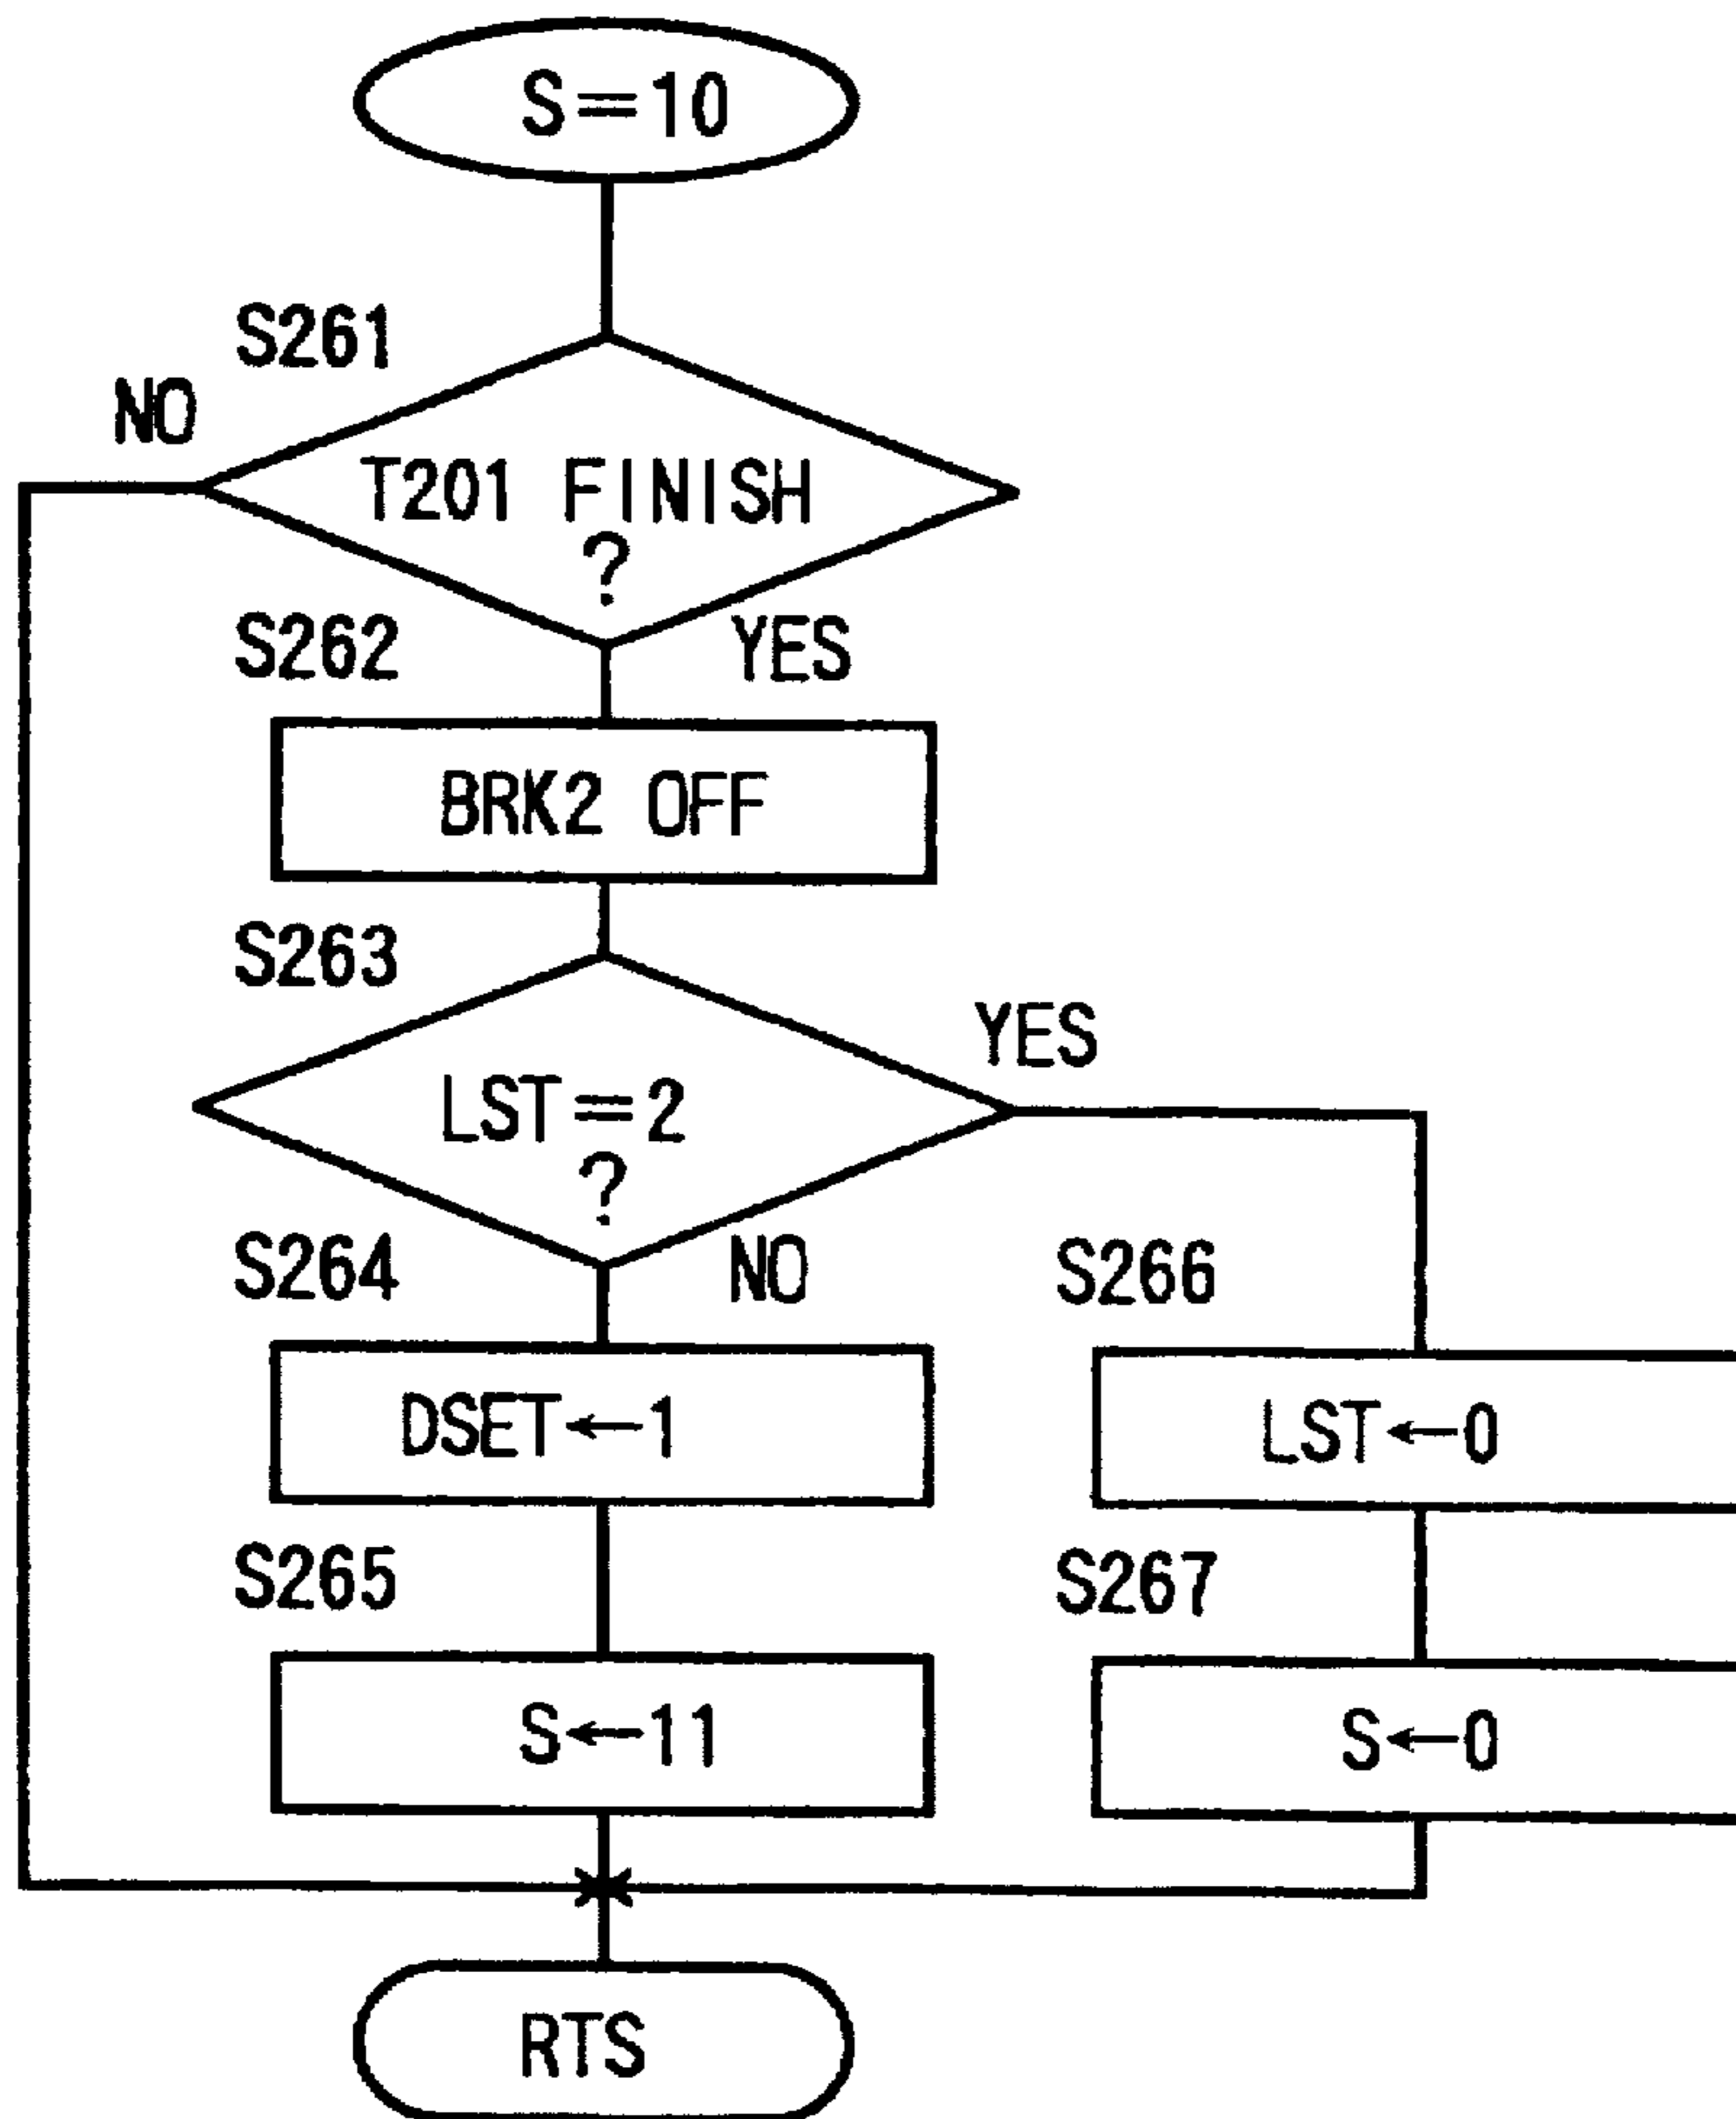 S=10
S261
NO
T201 FINISH
?
S262
YES
BRK2 OFF
S263
YES
LST=2
?
S264
NO
S266
DSET←1
LST←0
S265
S267
S←11
S←0
RTS